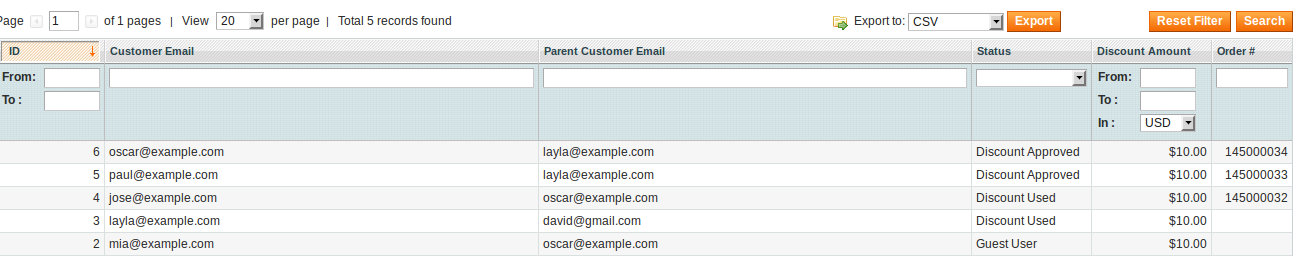 Page 1 of 1 pages | View 20 per page | Total 5 records found Export to: CSV Export Reset Filter Search
ID Customer Email Parent Customer Email Status Discount Amount Order #
From: From:
To : To :
In : USD
6 oscar@example.com layla@example.com Discount Approved $10.00 145000034
5 paul@example.com layla@example.com Discount Approved $10.00 145000033
4 jose@example.com oscar@example.com Discount Used $10.00 145000032
3 layla@example.com david@gmail.com Discount Used $10.00
2 mia@example.com oscar@example.com Guest User $10.00